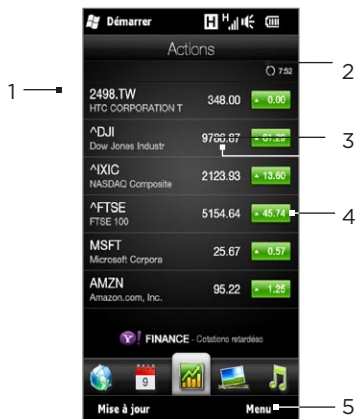 Démarrer H H
Actions
7:52
1
2
2498.TW 348.00 0.00
HTC CORPORATION T
^DJI 81.29
Dow Jones Industr
3
^IXIC 2123.93 13.60
NASDAQ Composite
^FTSE 5154.64 45.74
FTSE 100
4
MSFT 25.67 0.57
Microsoft Corpora
AMZN 95.22 1.25
Amazon.com, Inc.
Y! FINANCE - Cotations retardées
9
Mise à jour Menu
5